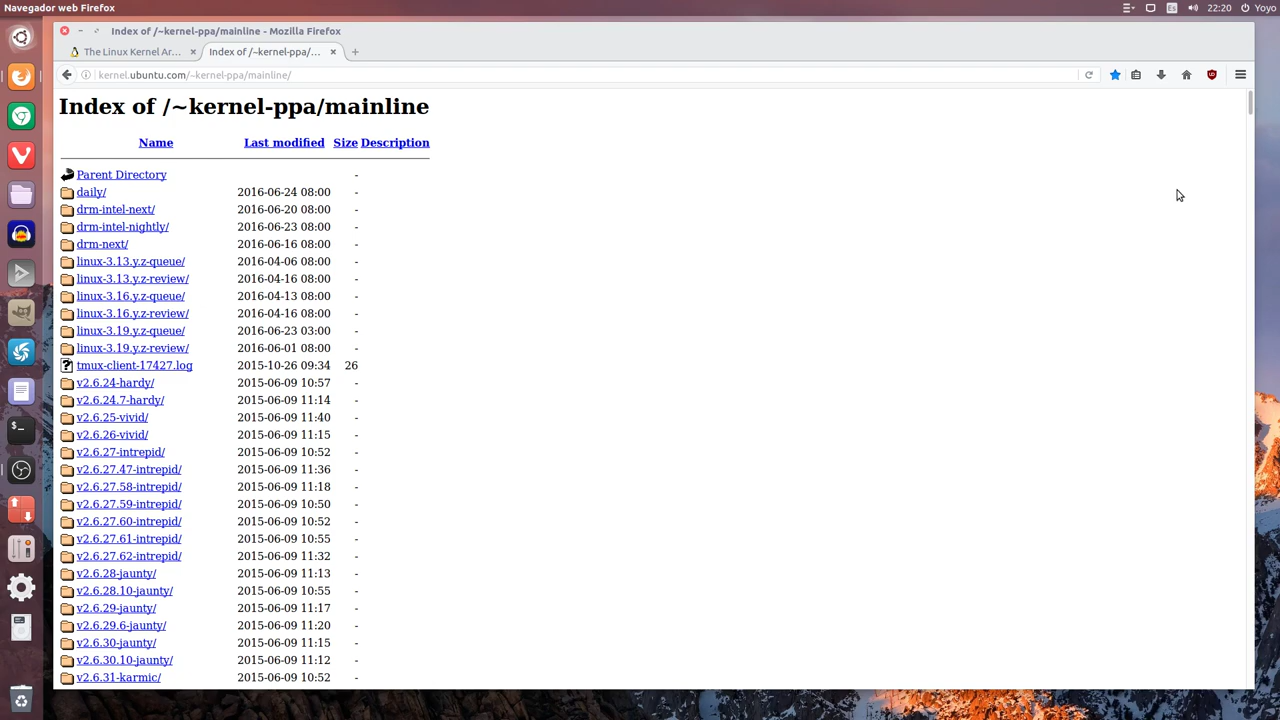 Navegador web Firefox
Es 22:20 Yoyo
Index of /~kernel-ppa/mainline - Mozilla Firefox
The Linux Kernel Ar...
Index of /~kernel-ppa/...
kernel.ubuntu.com/~kernel-ppa/mainline/
Index of /~kernel-ppa/mainline
Name Last modified Size Description
Parent Directory -
daily/ 2016-06-24 08:00 -
drm-intel-next/ 2016-06-20 08:00 -
drm-intel-nightly/ 2016-06-23 08:00 -
drm-next/ 2016-06-16 08:00 -
linux-3.13.y.z-queue/ 2016-04-06 08:00 -
linux-3.13.y.z-review/ 2016-04-16 08:00 -
linux-3.16.y.z-queue/ 2016-04-13 08:00 -
linux-3.16.y.z-review/ 2016-04-16 08:00 -
linux-3.19.y.z-queue/ 2016-06-23 03:00 -
linux-3.19.y.z-review/ 2016-06-01 08:00 -
tmux-client-17427.log 2015-10-26 09:34 26
v2.6.24-hardy/ 2015-06-09 10:57 -
v2.6.24.7-hardy/ 2015-06-09 11:14 -
v2.6.25-vivid/ 2015-06-09 11:40 -
v2.6.26-vivid/ 2015-06-09 11:15 -
v2.6.27-intrepid/ 2015-06-09 10:52 -
v2.6.27.47-intrepid/ 2015-06-09 11:36 -
v2.6.27.58-intrepid/ 2015-06-09 11:18 -
v2.6.27.59-intrepid/ 2015-06-09 10:50 -
v2.6.27.60-intrepid/ 2015-06-09 10:52 -
v2.6.27.61-intrepid/ 2015-06-09 10:55 -
v2.6.27.62-intrepid/ 2015-06-09 11:32 -
v2.6.28-jaunty/ 2015-06-09 11:13 -
v2.6.28.10-jaunty/ 2015-06-09 10:55 -
v2.6.29-jaunty/ 2015-06-09 11:17 -
v2.6.29.6-jaunty/ 2015-06-09 11:20 -
v2.6.30-jaunty/ 2015-06-09 11:15 -
v2.6.30.10-jaunty/ 2015-06-09 11:12 -
v2.6.31-karmic/ 2015-06-09 10:52 -